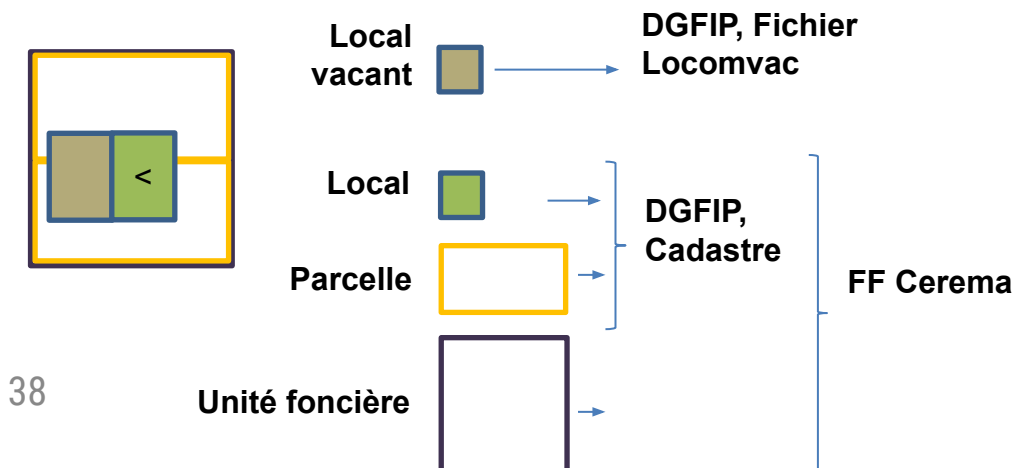 Local
vacant
DGFIP, Fichier
Locomvac
<
Local
DGFIP,
Cadastre
Parcelle
FF Cerema
38
Unité foncière